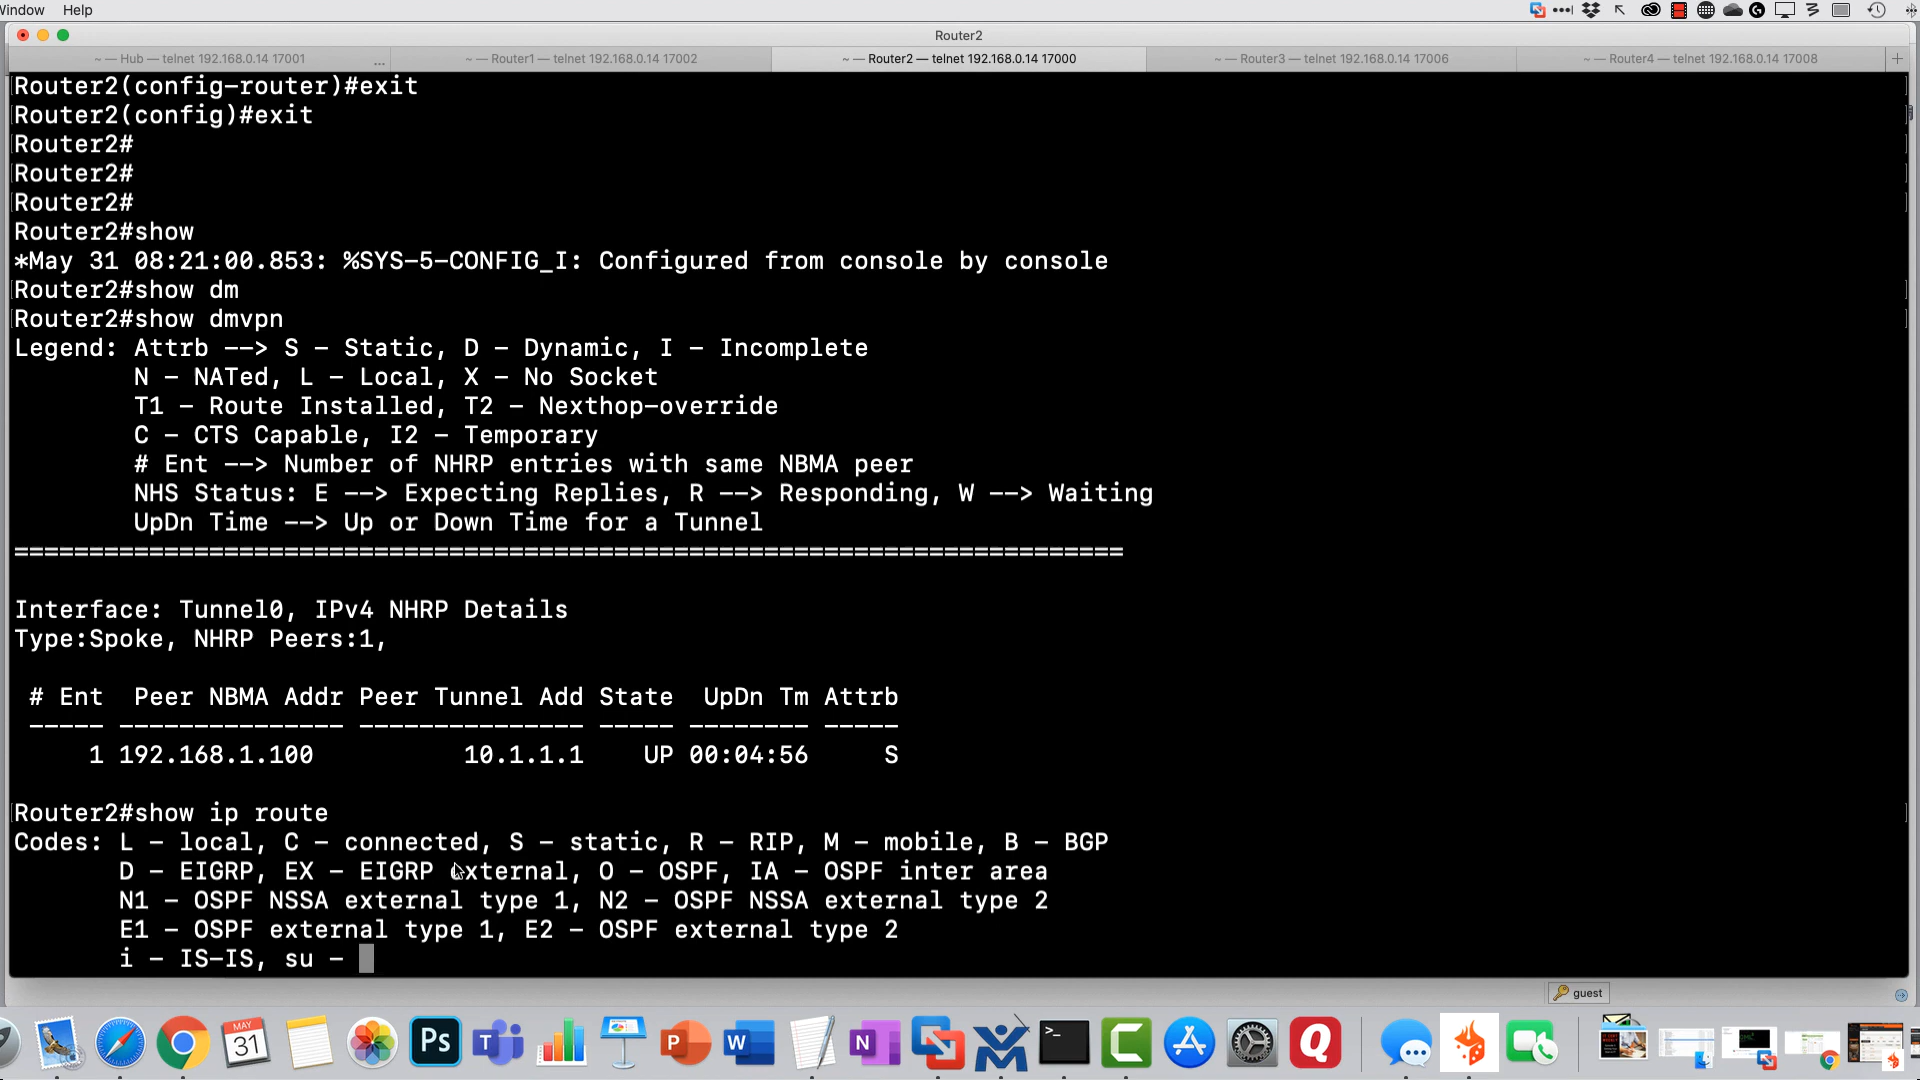 Window Help
Router2
~ — Hub — telnet 192.168.0.14 17001 ... ~ — Router1 — telnet 192.168.0.14 17002 ~ — Router2 — telnet 192.168.0.14 17000 ~ — Router3 — telnet 192.168.0.14 17006 ~ — Router4 — telnet 192.168.0.14 17008 +
Router2(config-router)#exit
Router2(config)#exit
Router2#
Router2#
Router2#
Router2#show
*May 31 08:21:00.853: %SYS-5-CONFIG_I: Configured from console by console
Router2#show dm
Router2#show dmvpn
Legend: Attrb --> S - Static, D - Dynamic, I - Incomplete
N - NATed, L - Local, X - No Socket
T1 - Route Installed, T2 - Nexthop-override
C - CTS Capable, I2 - Temporary
# Ent --> Number of NHRP entries with same NBMA peer
NHS Status: E --> Expecting Replies, R --> Responding, W --> Waiting
UpDn Time --> Up or Down Time for a Tunnel
==========================================================================
Interface: Tunnel0, IPv4 NHRP Details
Type:Spoke, NHRP Peers:1,
# Ent  Peer NBMA Addr Peer Tunnel Add State  UpDn Tm Attrb
----- --------------- --------------- ----- -------- -----
1 192.168.1.100 10.1.1.1 UP 00:04:56 S
Router2#show ip route
Codes: L - local, C - connected, S - static, R - RIP, M - mobile, B - BGP
D - EIGRP, EX - EIGRP external, O - OSPF, IA - OSPF inter area
N1 - OSPF NSSA external type 1, N2 - OSPF NSSA external type 2
E1 - OSPF external type 1, E2 - OSPF external type 2
i - IS-IS, su -
guest
MAY
31
Ps
T
P
W
N
>_
C
Q